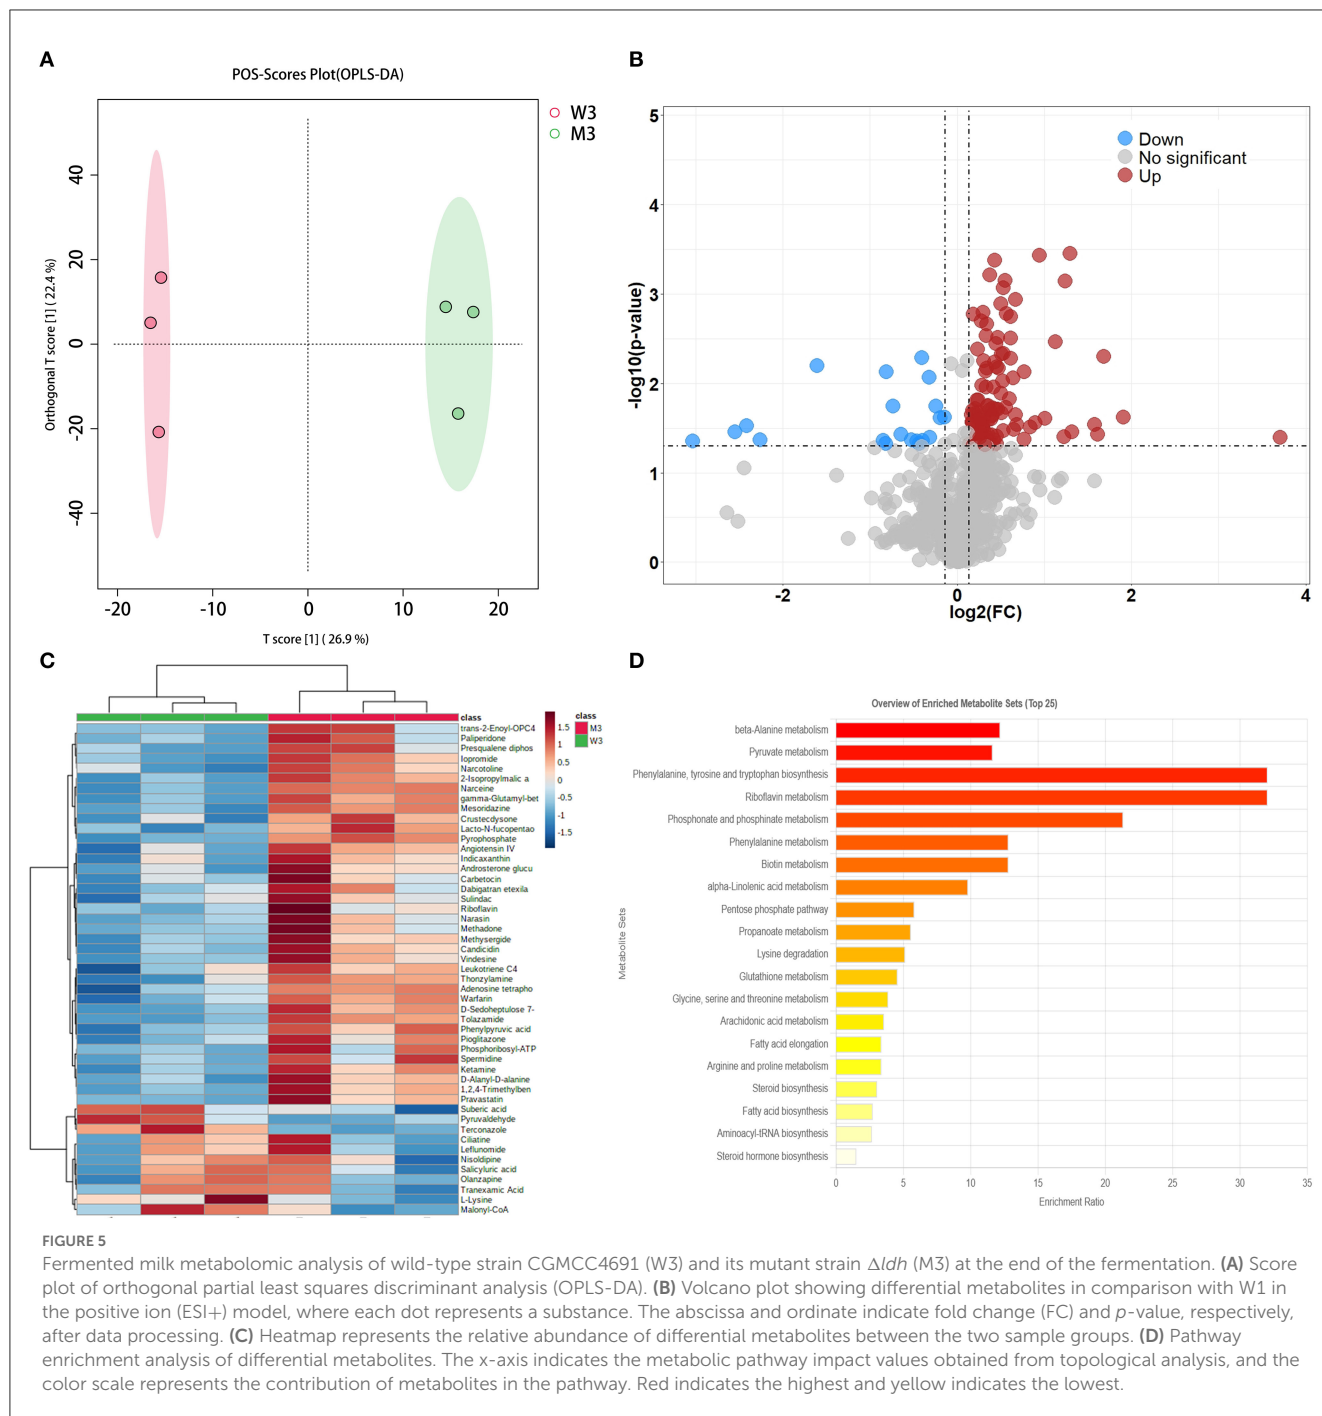 A
POS-Scores Plot(OPLS-DA)
W3
M3
Orthogonal T score [1] ( 22.4 %)
40
20
0
-20
-40
-20
-10
0
10
20
T score [1] ( 26.9 %)
B
Down
No significant
Up
-log10(p-value)
5
4
3
2
1
0
-2
0
2
4
log2(FC)
C
class
trans-2-Enoyl-OPC4
Paliperidone
Presqualene diphos
Iopromide
Narcotoline
2-Isopropylmalic a
Narceine
gamma-Glutamyl-bet
Mesoridazine
Crustecdysone
Lacto-N-fucopentao
Pyrophosphate
Angiotensin IV
Indicaxanthin
Androsterone glucu
Carbetocin
Dabigatran etexila
Sulindac
Riboflavin
Narasin
Methadone
Methysergide
Candicidin
Vindesine
Leukotriene C4
Thonzylamine
Adenosine tetrapho
Warfarin
D-Sedoheptulose 7-
Tolazamide
Phenylpyruvic acid
Pioglitazone
Phosphoribosyl-ATP
Spermidine
Ketamine
D-Alanyl-D-alanine
1,2,4-Trimethylben
Pravastatin
Suberic acid
Pyruvaldehyde
Terconazole
Ciliatine
Leflunomide
Nisoldipine
Salicyluric acid
Olanzapine
Tranexamic Acid
L-Lysine
Malonyl-CoA
1.5
1
0.5
0
-0.5
-1
-1.5
class
M3
W3
D
Overview of Enriched Metabolite Sets (Top 25)
Metabolite Sets
beta-Alanine metabolism
Pyruvate metabolism
Phenylalanine, tyrosine and tryptophan biosynthesis
Riboflavin metabolism
Phosphonate and phosphinate metabolism
Phenylalanine metabolism
Biotin metabolism
alpha-Linolenic acid metabolism
Pentose phosphate pathway
Propanoate metabolism
Lysine degradation
Glutathione metabolism
Glycine, serine and threonine metabolism
Arachidonic acid metabolism
Fatty acid elongation
Arginine and proline metabolism
Steroid biosynthesis
Fatty acid biosynthesis
Aminoacyl-tRNA biosynthesis
Steroid hormone biosynthesis
0
5
10
15
20
25
30
35
Enrichment Ratio
FIGURE 5
Fermented milk metabolomic analysis of wild-type strain CGMCC4691 (W3) and its mutant strain Δldh (M3) at the end of the fermentation. (A) Score
plot of orthogonal partial least squares discriminant analysis (OPLS-DA). (B) Volcano plot showing differential metabolites in comparison with W1 in
the positive ion (ESI+) model, where each dot represents a substance. The abscissa and ordinate indicate fold change (FC) and p-value, respectively,
after data processing. (C) Heatmap represents the relative abundance of differential metabolites between the two sample groups. (D) Pathway
enrichment analysis of differential metabolites. The x-axis indicates the metabolic pathway impact values obtained from topological analysis, and the
color scale represents the contribution of metabolites in the pathway. Red indicates the highest and yellow indicates the lowest.